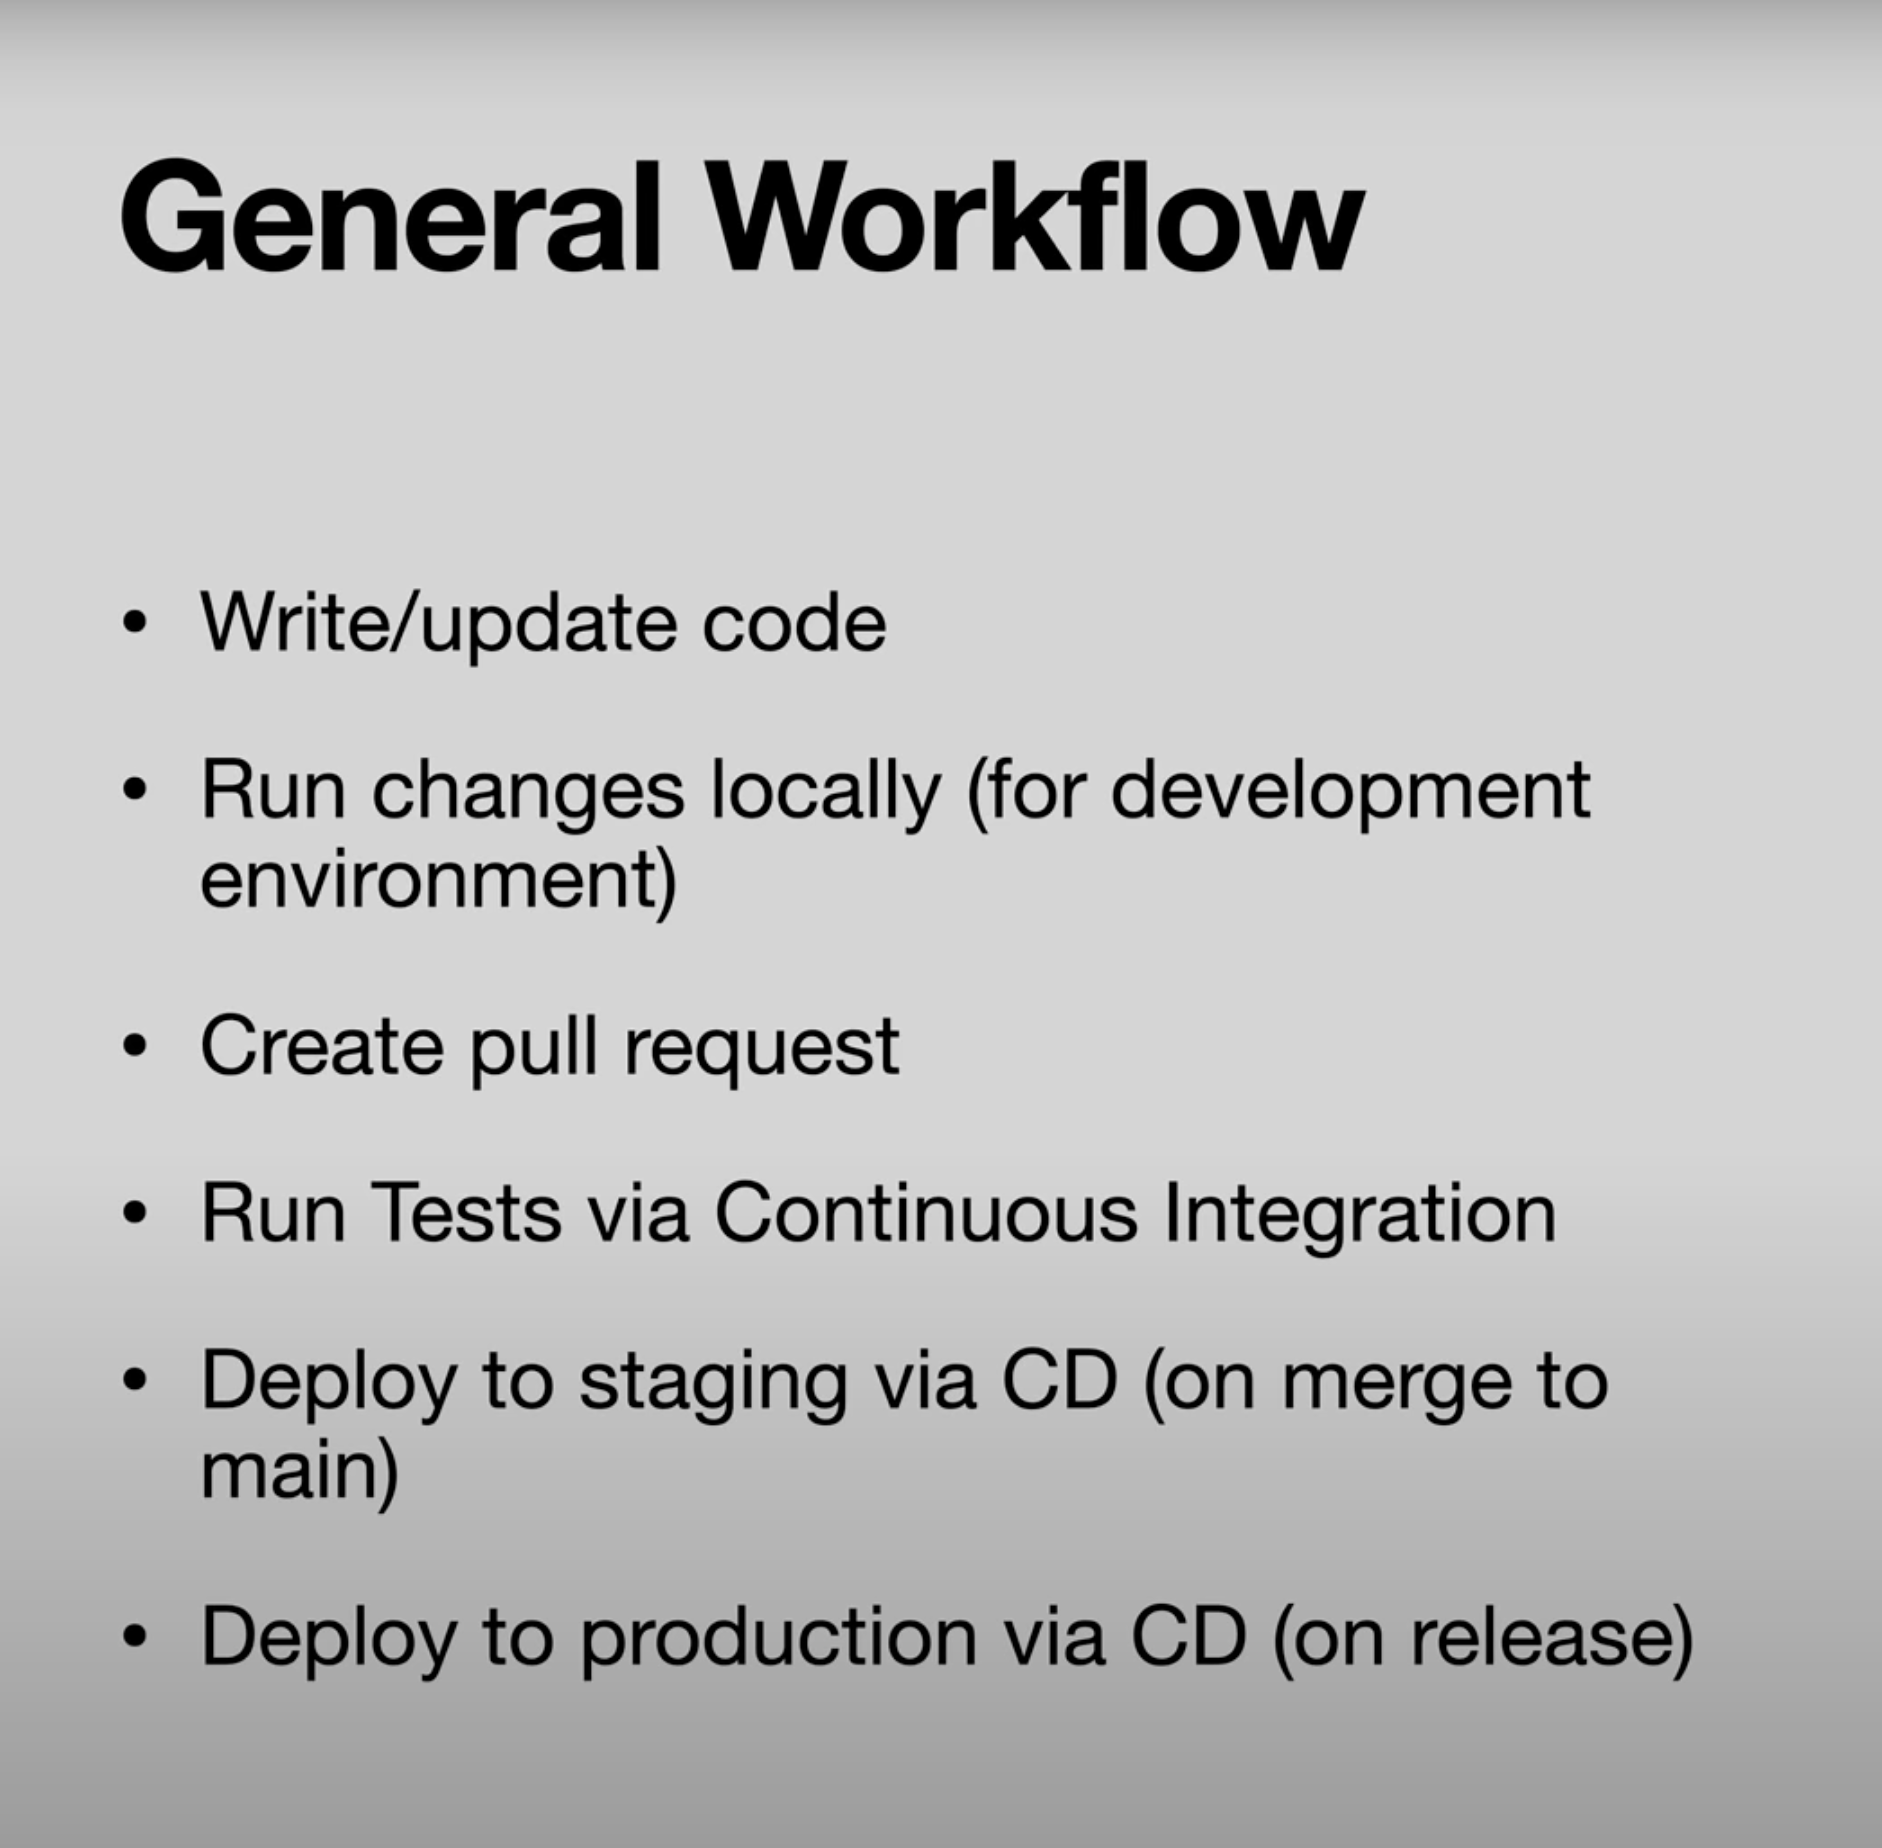 General Workflow
• Write/update code
• Run changes locally (for development
environment)
• Create pull request
• Run Tests via Continuous Integration
• Deploy to staging via CD (on merge to
main)
• Deploy to production via CD (on release)